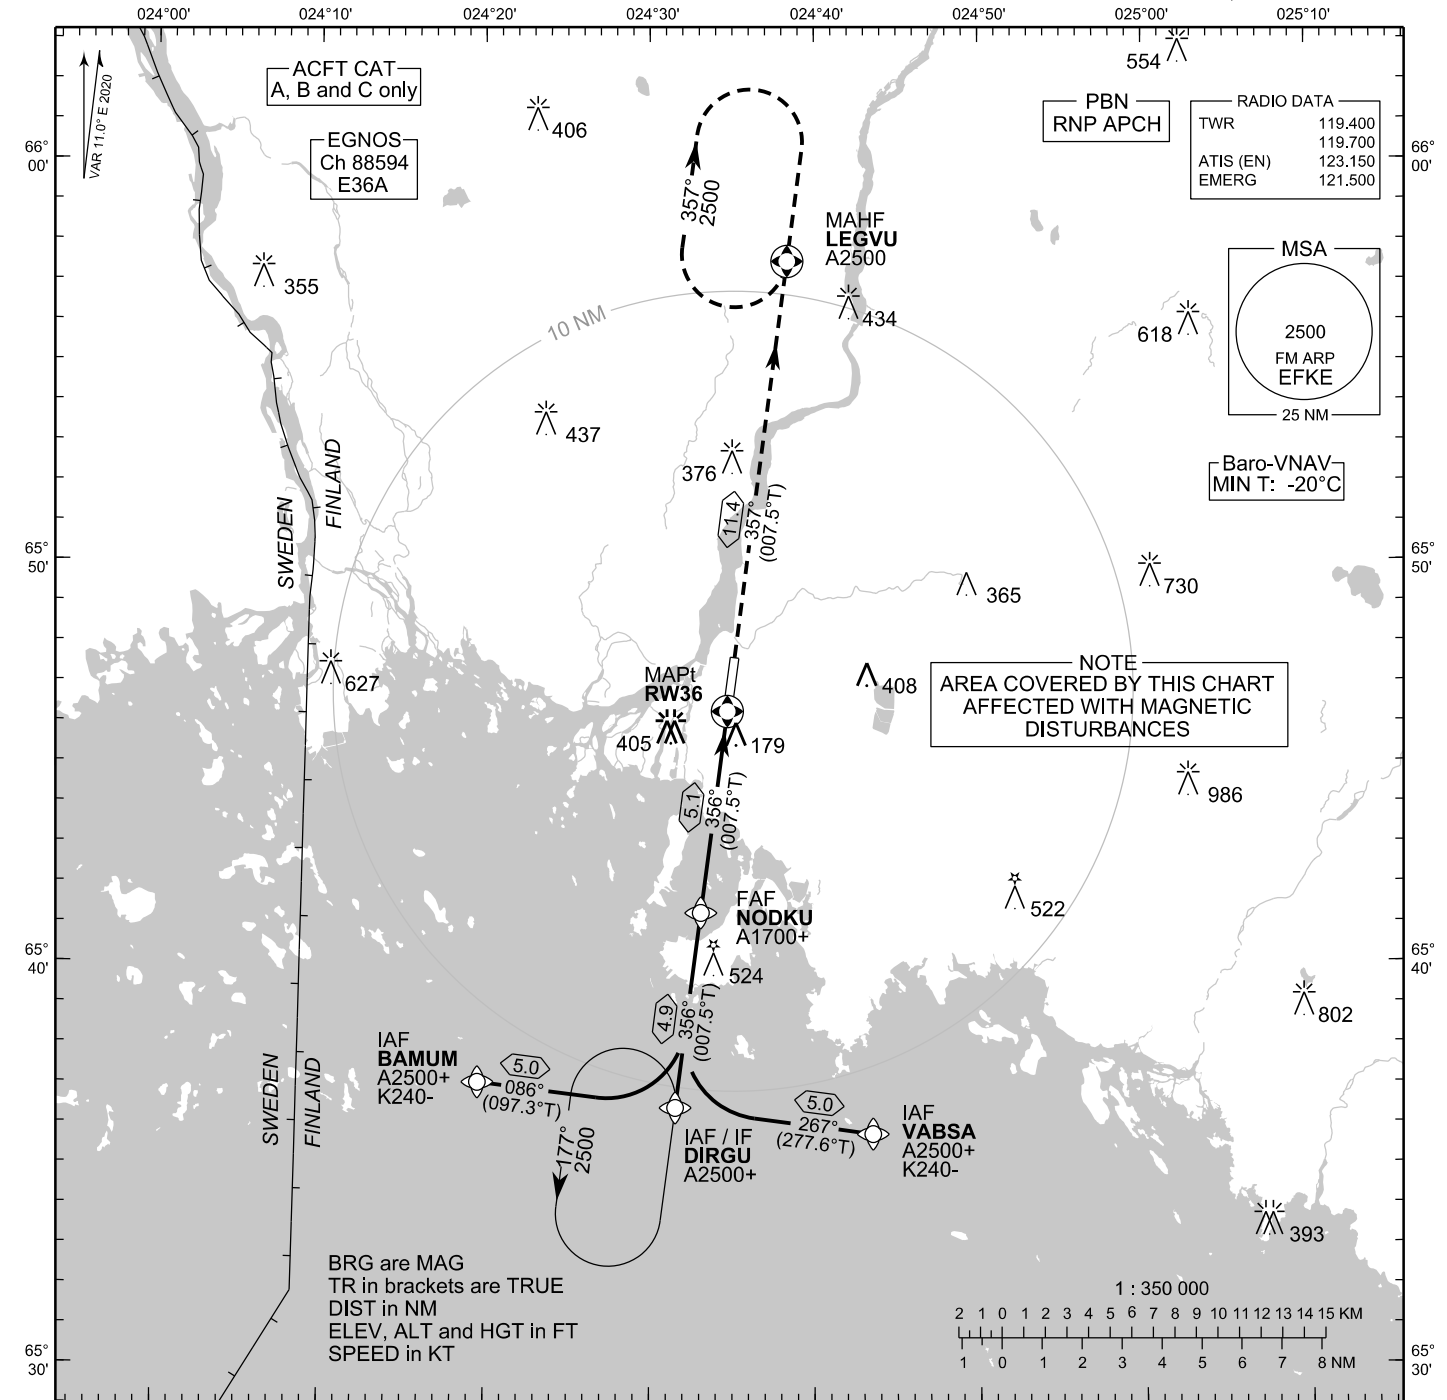 024°00'
024°10'
024°20'
024°30'
024°40'
024°50'
025°00'
025°10'
VAR 11.0° E 2020
ACFT CAT
A, B and C only
EGNOS
Ch 88594
E36A
406
554
PBN
RNP APCH
RADIO DATA
TWR 119.400
119.700
ATIS (EN) 123.150
EMERG 121.500
66°
00'
66°
00'
357°
2500
MAHF
LEGVU
A2500
355
434
618
10 NM
MSA
2500
FM ARP
EFKE
25 NM
437
376
Baro-VNAV
MIN T: -20°C
SWEDEN
FINLAND
11.4
357°
(007.5°T)
65°
50'
65°
50'
365
730
627
MAPt
RW36
408
NOTE
AREA COVERED BY THIS CHART
AFFECTED WITH MAGNETIC
DISTURBANCES
405
179
986
5.1
356°
(007.5°T)
FAF
NODKU
A1700+
522
524
65°
40'
65°
40'
802
4.9
356°
(007.5°T)
IAF
BAMUM
A2500+
K240-
5.0
086°
(097.3°T)
SWEDEN
FINLAND
5.0
267°
(277.6°T)
IAF
VABSA
A2500+
K240-
IAF / IF
DIRGU
A2500+
177°
2500
393
BRG are MAG
TR in brackets are TRUE
DIST in NM
ELEV, ALT and HGT in FT
SPEED in KT
1 : 350 000
2 1 0 1 2 3 4 5 6 7 8 9 10 11 12 13 14 15 KM
1 0 1 2 3 4 5 6 7 8 NM
65°
30'
65°
30'